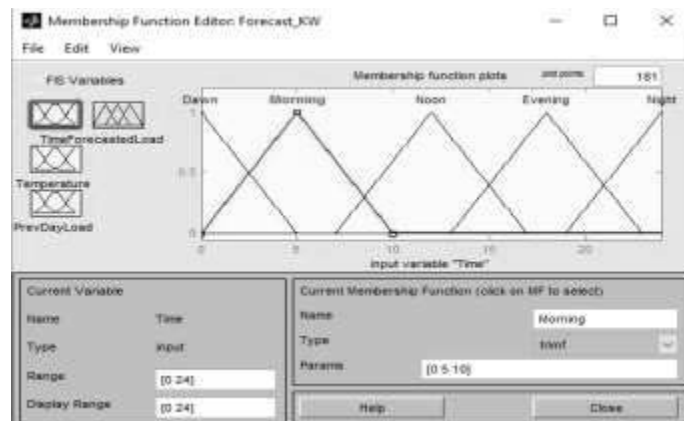 Membership Function Editor: Forecast_KW
File Edit View
FIS Variables
Membership function plots plot points: 181
Dawn Morning Noon Evening Night
1
0.5
0
TimeForecastedLoad
Temperature
PrevDayLoad
0 5 10 15 20
input variable "Time"
Current Variable
Current Membership Function (click on MF to select)
Name Time
Name Morning
Type input
Type trimf
Range [0 24]
Params [0 5 10]
Display Range [0 24]
Help Close